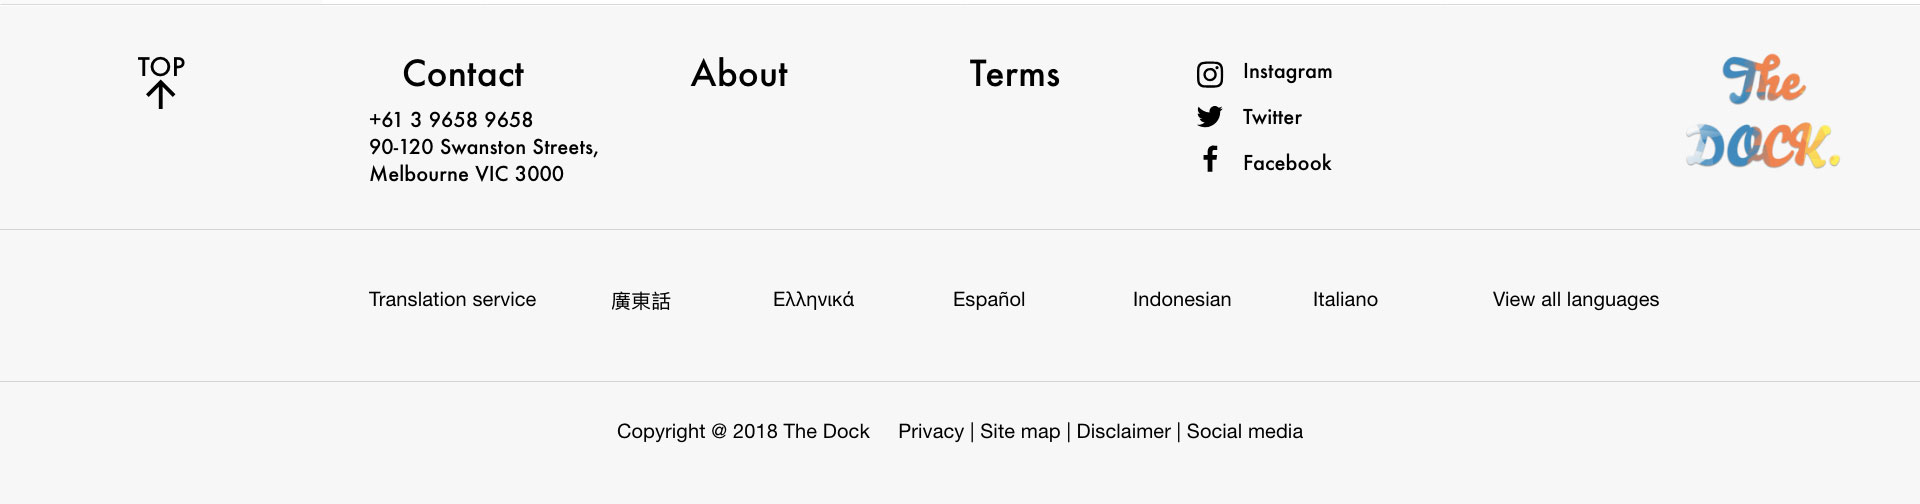 TOP
Contact
+61 3 9658 9658
90-120 Swanston Streets,
Melbourne VIC 3000
About
Terms
Instagram
Twitter
Facebook
The
DOCK.
Translation service
廣東話
Ελληνικά
Español
Indonesian
Italiano
View all languages
Copyright @ 2018 The Dock Privacy | Site map | Disclaimer | Social media